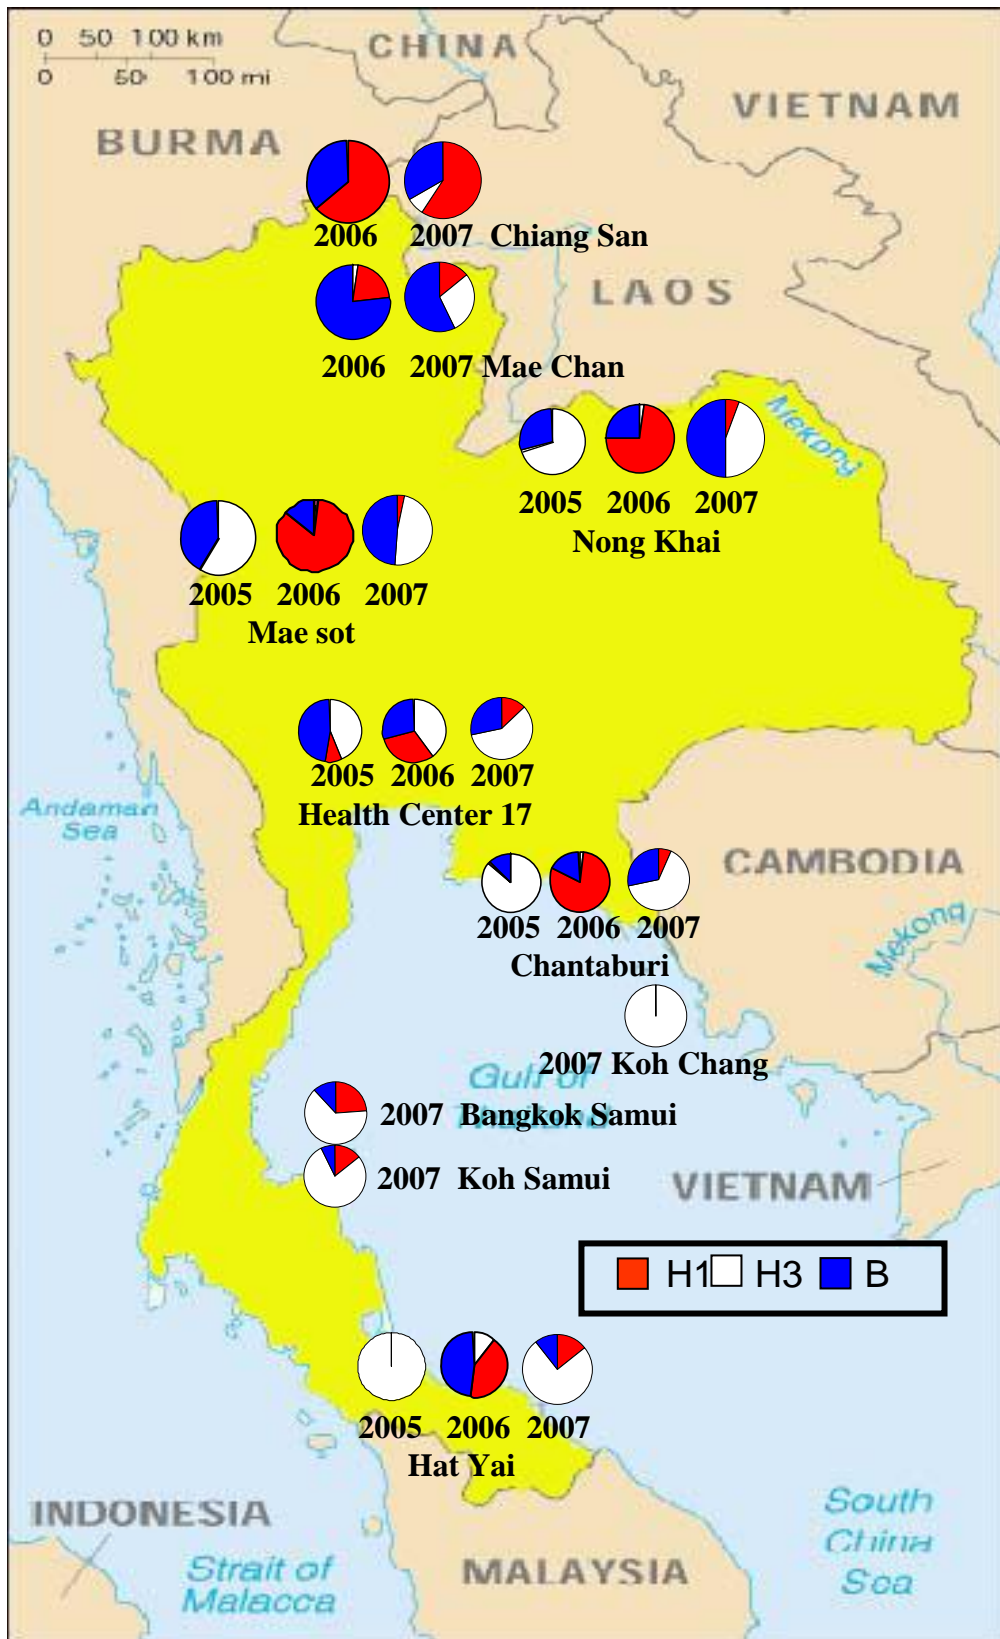 0 50 100 km
0 50 100 mi
CHINA
VIETNAM
BURMA
2006 2007 Chiang San
LAOS
2006 2007 Mae Chan
Mekong
2005 2006 2007
Nong Khai
2005 2006 2007
Mae sot
2005 2006 2007
Health Center 17
Andaman
Sea
CAMBODIA
2005 2006 2007
Chantaburi
Mekong
2007 Koh Chang
Gulf of
2007 Bangkok Samui
2007 Koh Samui
VIETNAM
H1 H3 B
2005 2006 2007
Hat Yai
INDONESIA
Strait of
Malacca
MALAYSIA
South
China
Sea